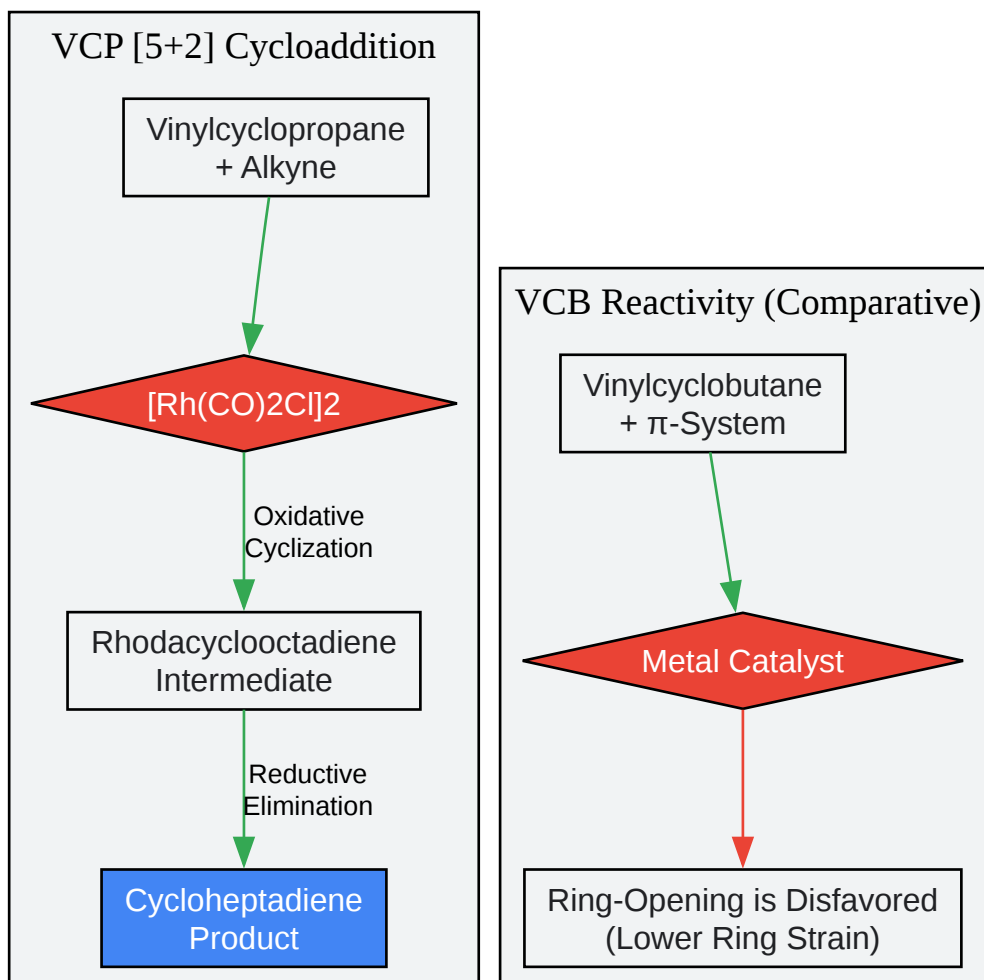 VCP [5+2] Cycloaddition
Vinylcyclopropane
+ Alkyne
[Rh(CO)2Cl]2
Oxidative
Cyclization
Rhodacyclooctadiene
Intermediate
Reductive
Elimination
Cycloheptadiene
Product
VCB Reactivity (Comparative)
Vinylcyclobutane
+ π-System
Metal Catalyst
Ring-Opening is Disfavored
(Lower Ring Strain)